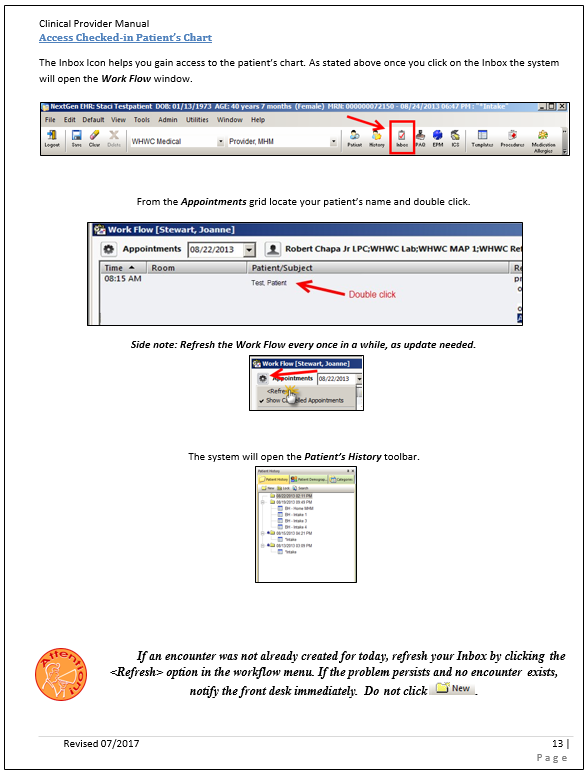 Clinical Provider Manual
Access Checked-in Patient's Chart
The Inbox Icon helps you gain access to the patient's chart. As stated above once you click on the Inbox the system
will open the Work Flow window.
NextGen EHR: Staci Testpatient DOB: 01/13/1973 AGE: 40 years 7 months (Female) MRN: 000000072150 - 08/24/2013 06:47 PM : "*Intake"
File Edit Default View Tools Admin Utilities Window Help
WHWC Medical Provider, MHM
Logout Save Clear Delete Patient History Inbox PAQ EPM ICS Templates Procedures Medication
Allergies
From the Appointments grid locate your patient's name and double click.
Work Flow [Stewart, Joanne]
Appointments 08/22/2013 Robert Chapa Jr LPC;WHWC Lab;WHWC MAP 1;WHWC Ref
Time Room Patient/Subject Re
08:15 AM Test, Patient pr
Double click
Side note: Refresh the Work Flow every once in a while, as update needed.
Work Flow [Stewart, Joanne]
Appointments 08/22/2013
<Refre
Show C lled Appointments
The system will open the Patient's History toolbar.
Patient History
Patient History Patient Demograp... Categories
New Lock Search
08/22/2013 02:11 PM
08/19/2013 09:49 PM
BH - Home MHM
BH - Intake 1
BH - Intake 3
BH - Intake 4
08/15/2013 04:21 PM
*Intake
08/13/2013 03:09 PM
*Intake
Attention!
If an encounter was not already created for today, refresh your Inbox by clicking the
<Refresh> option in the workflow menu. If the problem persists and no encounter exists,
notify the front desk immediately. Do not click New .
Revised 07/2017 13 |
Page